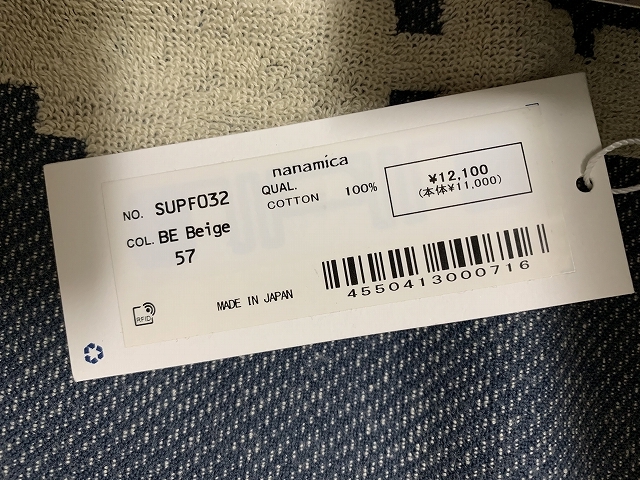 nanamica
NO. SUPF032
QUAL.
COTTON 100%
¥12,100
(本体¥11,000)
COL. BE Beige
57
MADE IN JAPAN
4550413000716
RFID